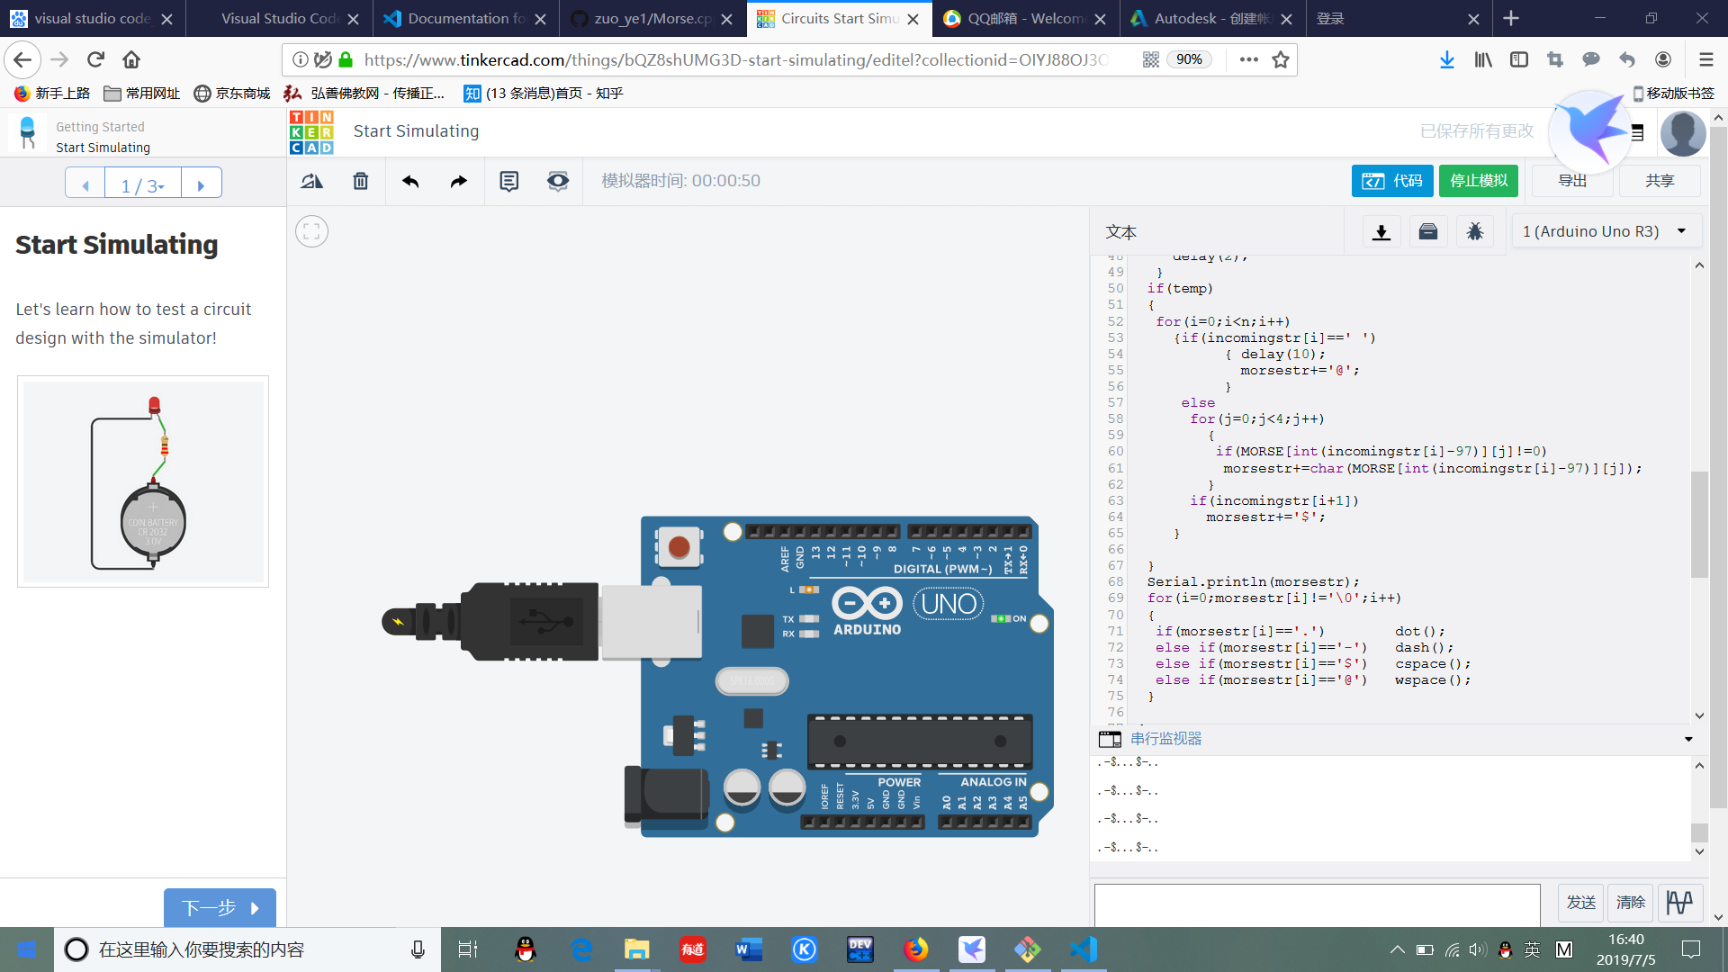 visual studio code
Visual Studio Cod
Documentation fo
zuo_ye1/Morse.cp
Circuits Start Simu
QQ邮箱 - Welcom
Autodesk - 创建帐
登录
https://www.tinkercad.com/things/bQZ8shUMG3D-start-simulating/editel?collectionid=OIYJ88OJ3O
90%
新手上路
常用网址
京东商城
弘善佛教网 - 传播正...
知 (13 条消息)首页 - 知乎
移动版书签
Getting Started
Start Simulating
TINKERCAD
Start Simulating
已保存所有更改
1 / 3
模拟器时间: 00:00:50
代码
停止模拟
导出
共享
Start Simulating
Let's learn how to test a circuit
design with the simulator!
COIN BATTERY
CR 2032
3.0V
下一步
AREF
GND
13
12
~11
~10
~9
8
7
~6
~5
4
~3
2
TX→1
RX←0
DIGITAL (PWM~)
L
TX
RX
ARDUINO
UNO
ON
POWER
ANALOG IN
IOREF
RESET
3.3V
5V
GND
GND
Vin
A0
A1
A2
A3
A4
A5
文本
1 (Arduino Uno R3)
48 delay(2);
49 }
50 if(temp)
51 {
52 for(i=0;i<n;i++)
53 {if(incomingstr[i]==' ')
54 { delay(10);
55 morsestr+='@';
56 }
57 else
58 for(j=0;j<4;j++)
59 {
60 if(MORSE[int(incomingstr[i]-97)][j]!=0)
61 morsestr+=char(MORSE[int(incomingstr[i]-97)][j]);
62 }
63 if(incomingstr[i+1])
64 morsestr+='$';
65 }
66
67 }
68 Serial.println(morsestr);
69 for(i=0;morsestr[i]!='\0';i++)
70 {
71 if(morsestr[i]=='.') dot();
72 else if(morsestr[i]=='-') dash();
73 else if(morsestr[i]=='$') cspace();
74 else if(morsestr[i]=='@') wspace();
75 }
76
串行监视器
.-$...$-..
.-$...$-..
.-$...$-..
.-$...$-..
发送
清除
在这里输入你要搜索的内容
有道
W
K
DEV
英
M
16:40
2019/7/5